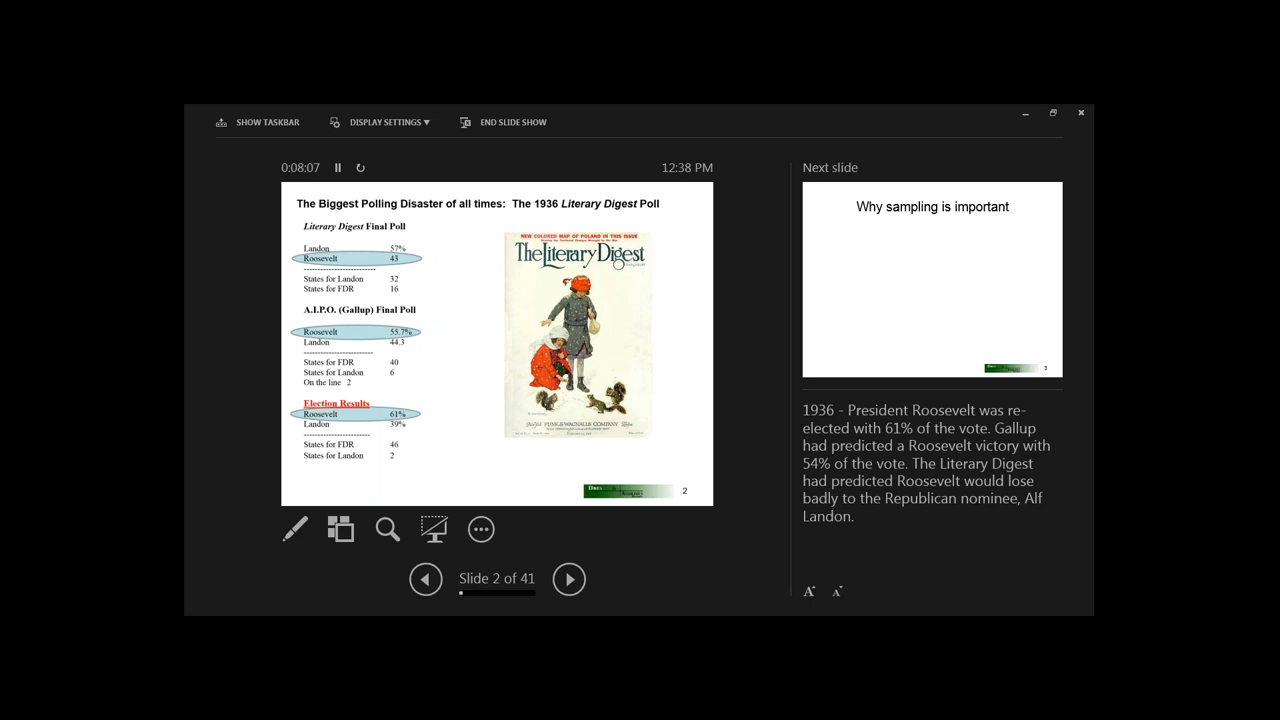 SHOW TASKBAR DISPLAY SETTINGS ▼ END SLIDE SHOW
0:08:07 12:38 PM
The Biggest Polling Disaster of all times: The 1936 Literary Digest Poll
Literary Digest Final Poll
Landon 57%
Roosevelt 43
------------------------
States for Landon 32
States for FDR 16
A.I.P.O. (Gallup) Final Poll
Roosevelt 55.7%
Landon 44.3
-----------------------
States for FDR 40
States for Landon 6
On the line 2
Election Results
Roosevelt 61%
Landon 39%
----------------------
States for FDR 46
States for Landon 2
NEW COLORED MAP OF POLAND IN THIS ISSUE
The Literary Digest
FUNK & WAGNALLS COMPANY
2
Slide 2 of 41
Next slide
Why sampling is important
3
1936 - President Roosevelt was re-
elected with 61% of the vote. Gallup
had predicted a Roosevelt victory with
54% of the vote. The Literary Digest
had predicted Roosevelt would lose
badly to the Republican nominee, Alf
Landon.
A A